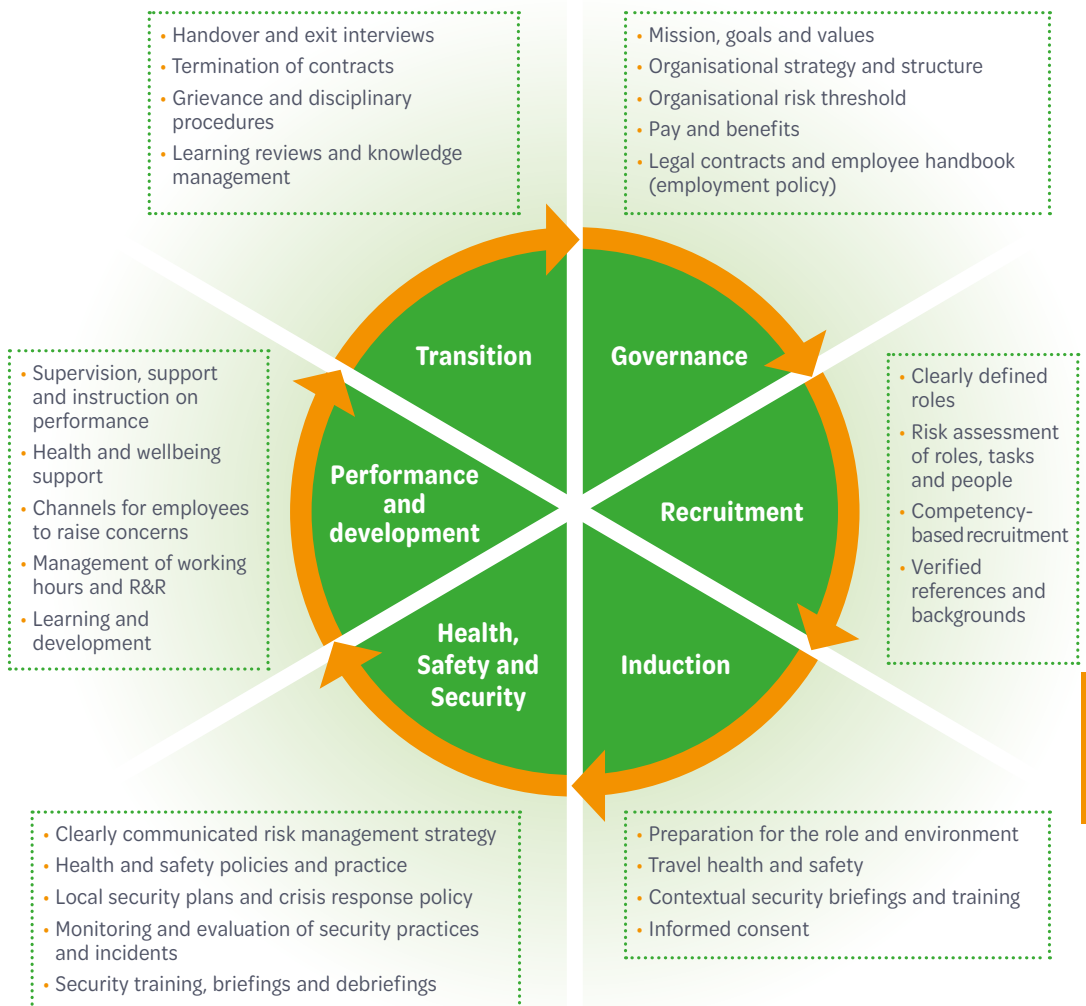 • Handover and exit interviews
• Termination of contracts
• Grievance and disciplinary
procedures
• Learning reviews and knowledge
management
• Mission, goals and values
• Organisational strategy and structure
• Organisational risk threshold
• Pay and benefits
• Legal contracts and employee handbook
(employment policy)
Transition
Governance
• Supervision, support
and instruction on
performance
• Health and wellbeing
support
• Channels for employees
to raise concerns
• Management of working
hours and R&R
• Learning and
development
Performance
and
development
Recruitment
• Clearly defined
roles
• Risk assessment
of roles, tasks
and people
• Competency-
based recruitment
• Verified
references and
backgrounds
Health,
Safety and
Security
Induction
• Clearly communicated risk management strategy
• Health and safety policies and practice
• Local security plans and crisis response policy
• Monitoring and evaluation of security practices
and incidents
• Security training, briefings and debriefings
• Preparation for the role and environment
• Travel health and safety
• Contextual security briefings and training
• Informed consent